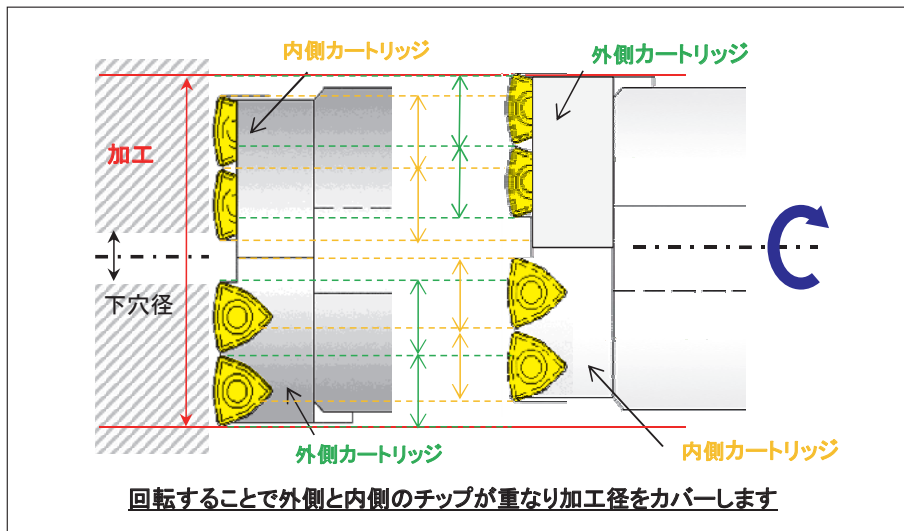 内側カートリッジ
外側カートリッジ
加工
下穴径
外側カートリッジ
内側カートリッジ
回転することで外側と内側のチップが重なり加工径をカバーします